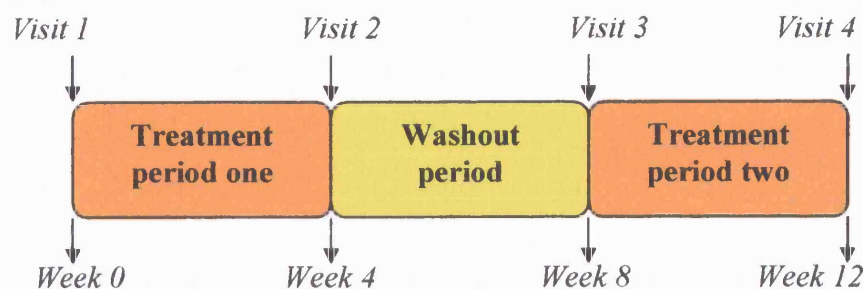 Visit 1 Visit 2 Visit 3 Visit 4
Treatment period one
Washout period
Treatment period two
Week 0 Week 4 Week 8 Week 12